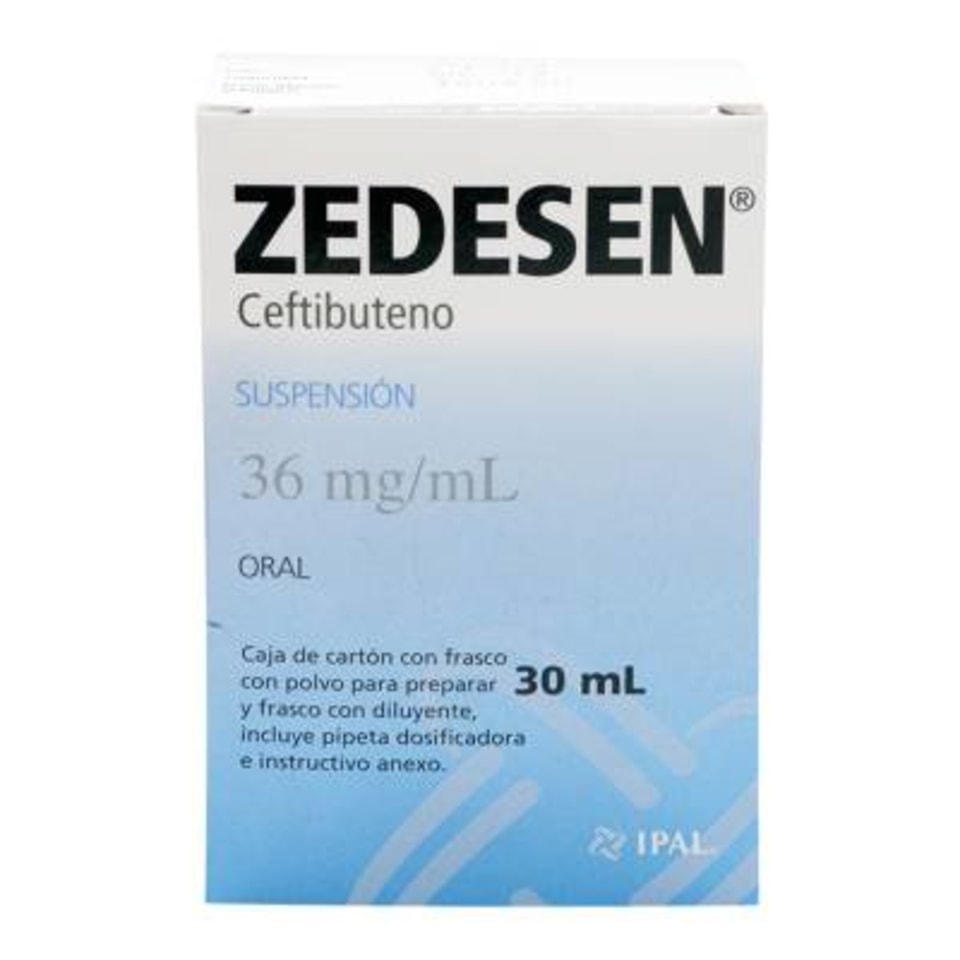 ZEDESEN®
Ceftibuteno
SUSPENSIÓN
36 mg/mL
ORAL
Caja de cartón con frasco
con polvo para preparar 30 mL
y frasco con diluyente,
incluye pipeta dosificadora
e instructivo anexo.
IPAL.